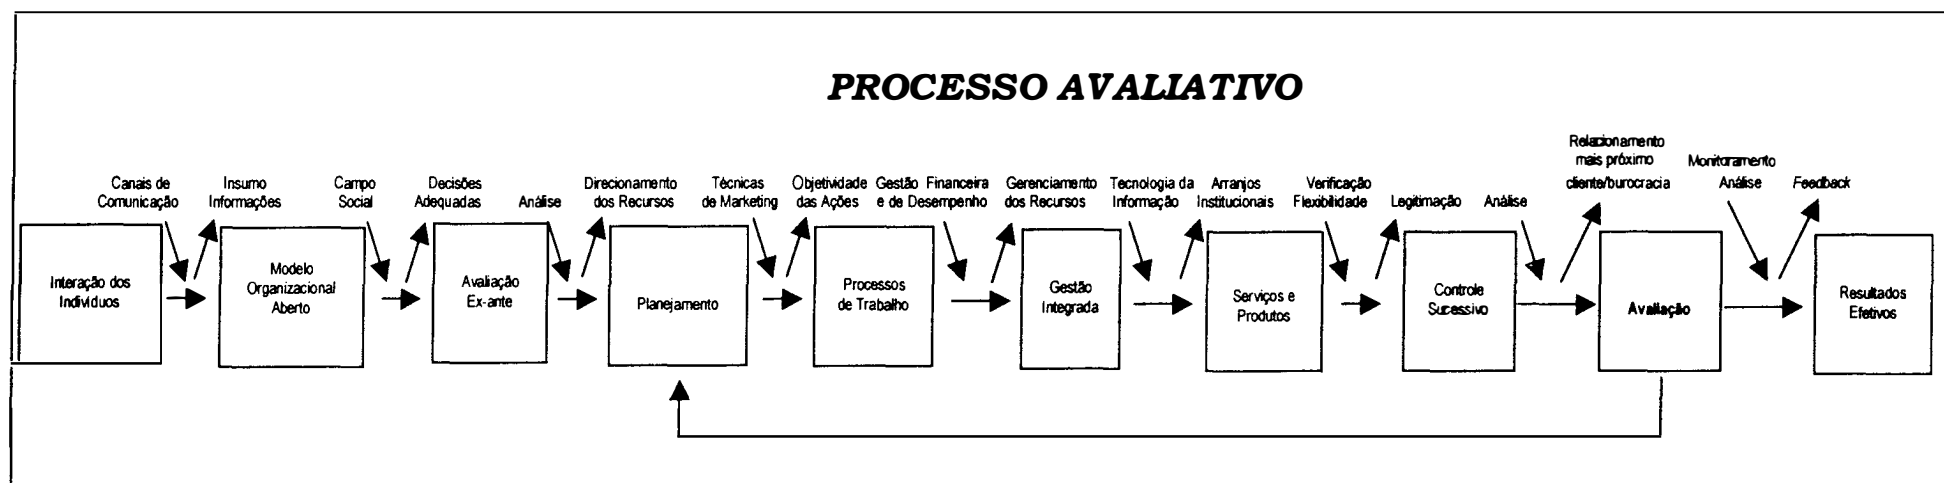 PROCESSO AVALIATIVO
Canais de
Comunicação
Insumo
Informações
Campo
Social
Decisões
Adequadas
Análise
Direcionamento
dos Recursos
Técnicas
de Marketing
Objetividade
das Ações
Gestão Financeira
e de Desempenho
Gerenciamento
dos Recursos
Tecnologia da
Informação
Arranjos
Institucionais
Verificação
Flexibilidade
Legitimação
Análise
Relacionamento
mais próximo
cliente/burocracia
Monitoramento
Análise
Feedback
Interação dos
Indivíduos
Modelo
Organizacional
Aberto
Avaliação
Ex-ante
Planejamento
Processos
de Trabalho
Gestão
Integrada
Serviços e
Produtos
Controle
Sucessivo
Avaliação
Resultados
Efetivos